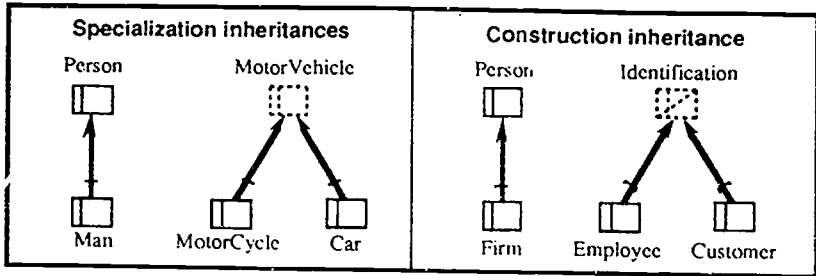 Specialization inheritances
Person
MotorVehicle
Man
MotorCycle
Car
Construction inheritance
Person
Identification
Firm
Employee
Customer